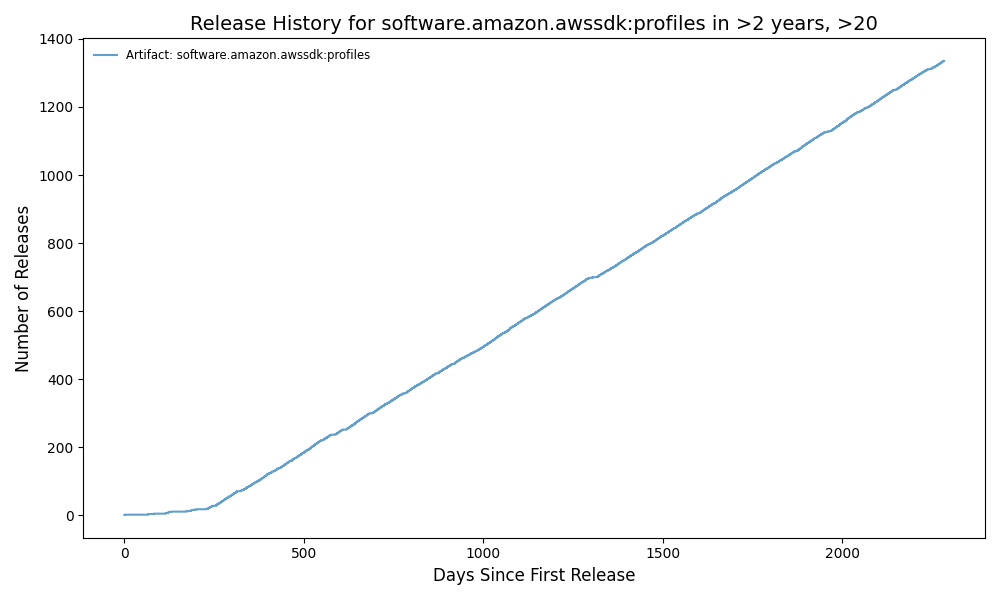 Release History for software.amazon.awssdk:profiles in >2 years, >20
Artifact: software.amazon.awssdk:profiles
Number of Releases
1400
1200
1000
800
600
400
200
0
0 500 1000 1500 2000
Days Since First Release